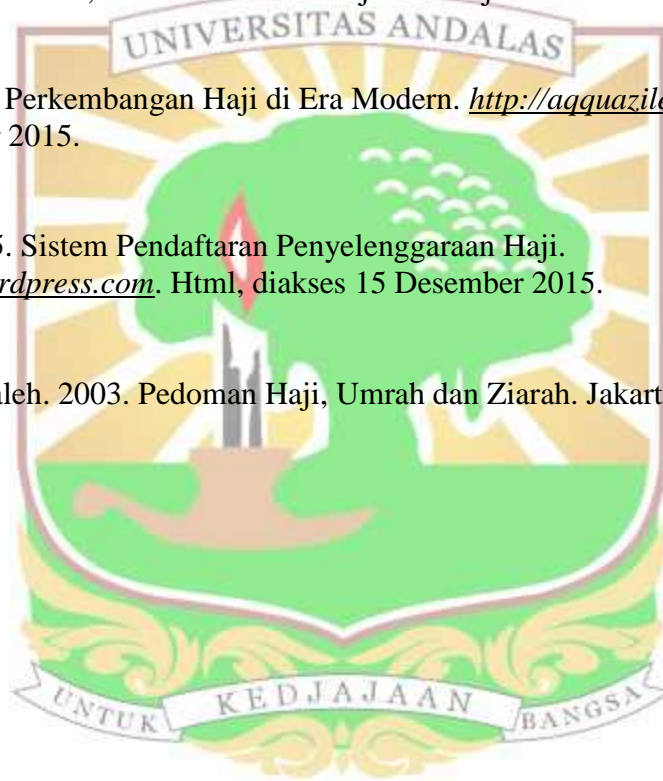 UNIVERSITAS ANDALAS
Perkembangan Haji di Era Modern. http://aqquazile
2015.
5. Sistem Pendaftaran Penyelenggaraan Haji.
rdpress.com. Html, diakses 15 Desember 2015.
aleh. 2003. Pedoman Haji, Umrah dan Ziarah. Jakart
UNTUK KEDJAJAAN BANGSA